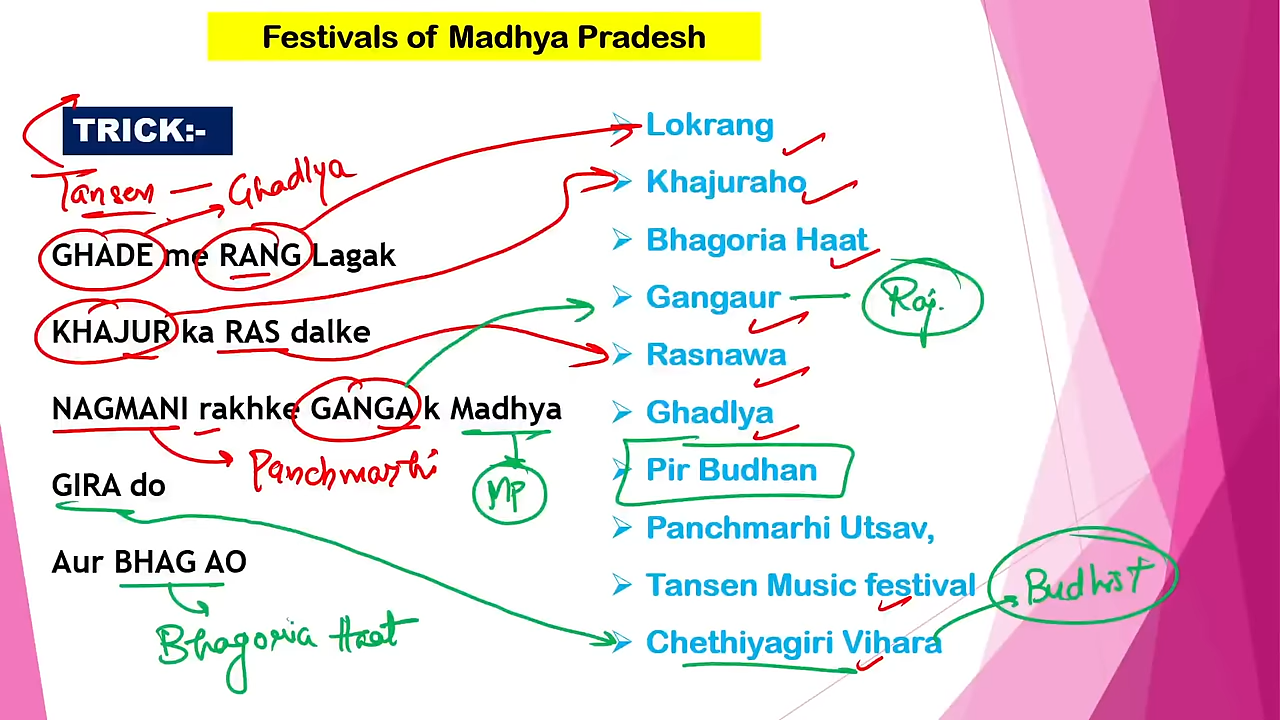 Festivals of Madhya Pradesh
TRICK:-
Tansen — Ghadlya
GHADE me RANG Lagak
KHAJUR ka RAS dalke
NAGMANI rakhke GANGA k Madhya
Panchmarhi
MP
GIRA do
Aur BHAG AO
Bhagoria Haat
Lokrang
Khajuraho
Bhagoria Haat
Gangaur — Raj.
Rasnawa
Ghadlya
Pir Budhan
Panchmarhi Utsav,
Tansen Music festival
Budhist
Chethiyagiri Vihara